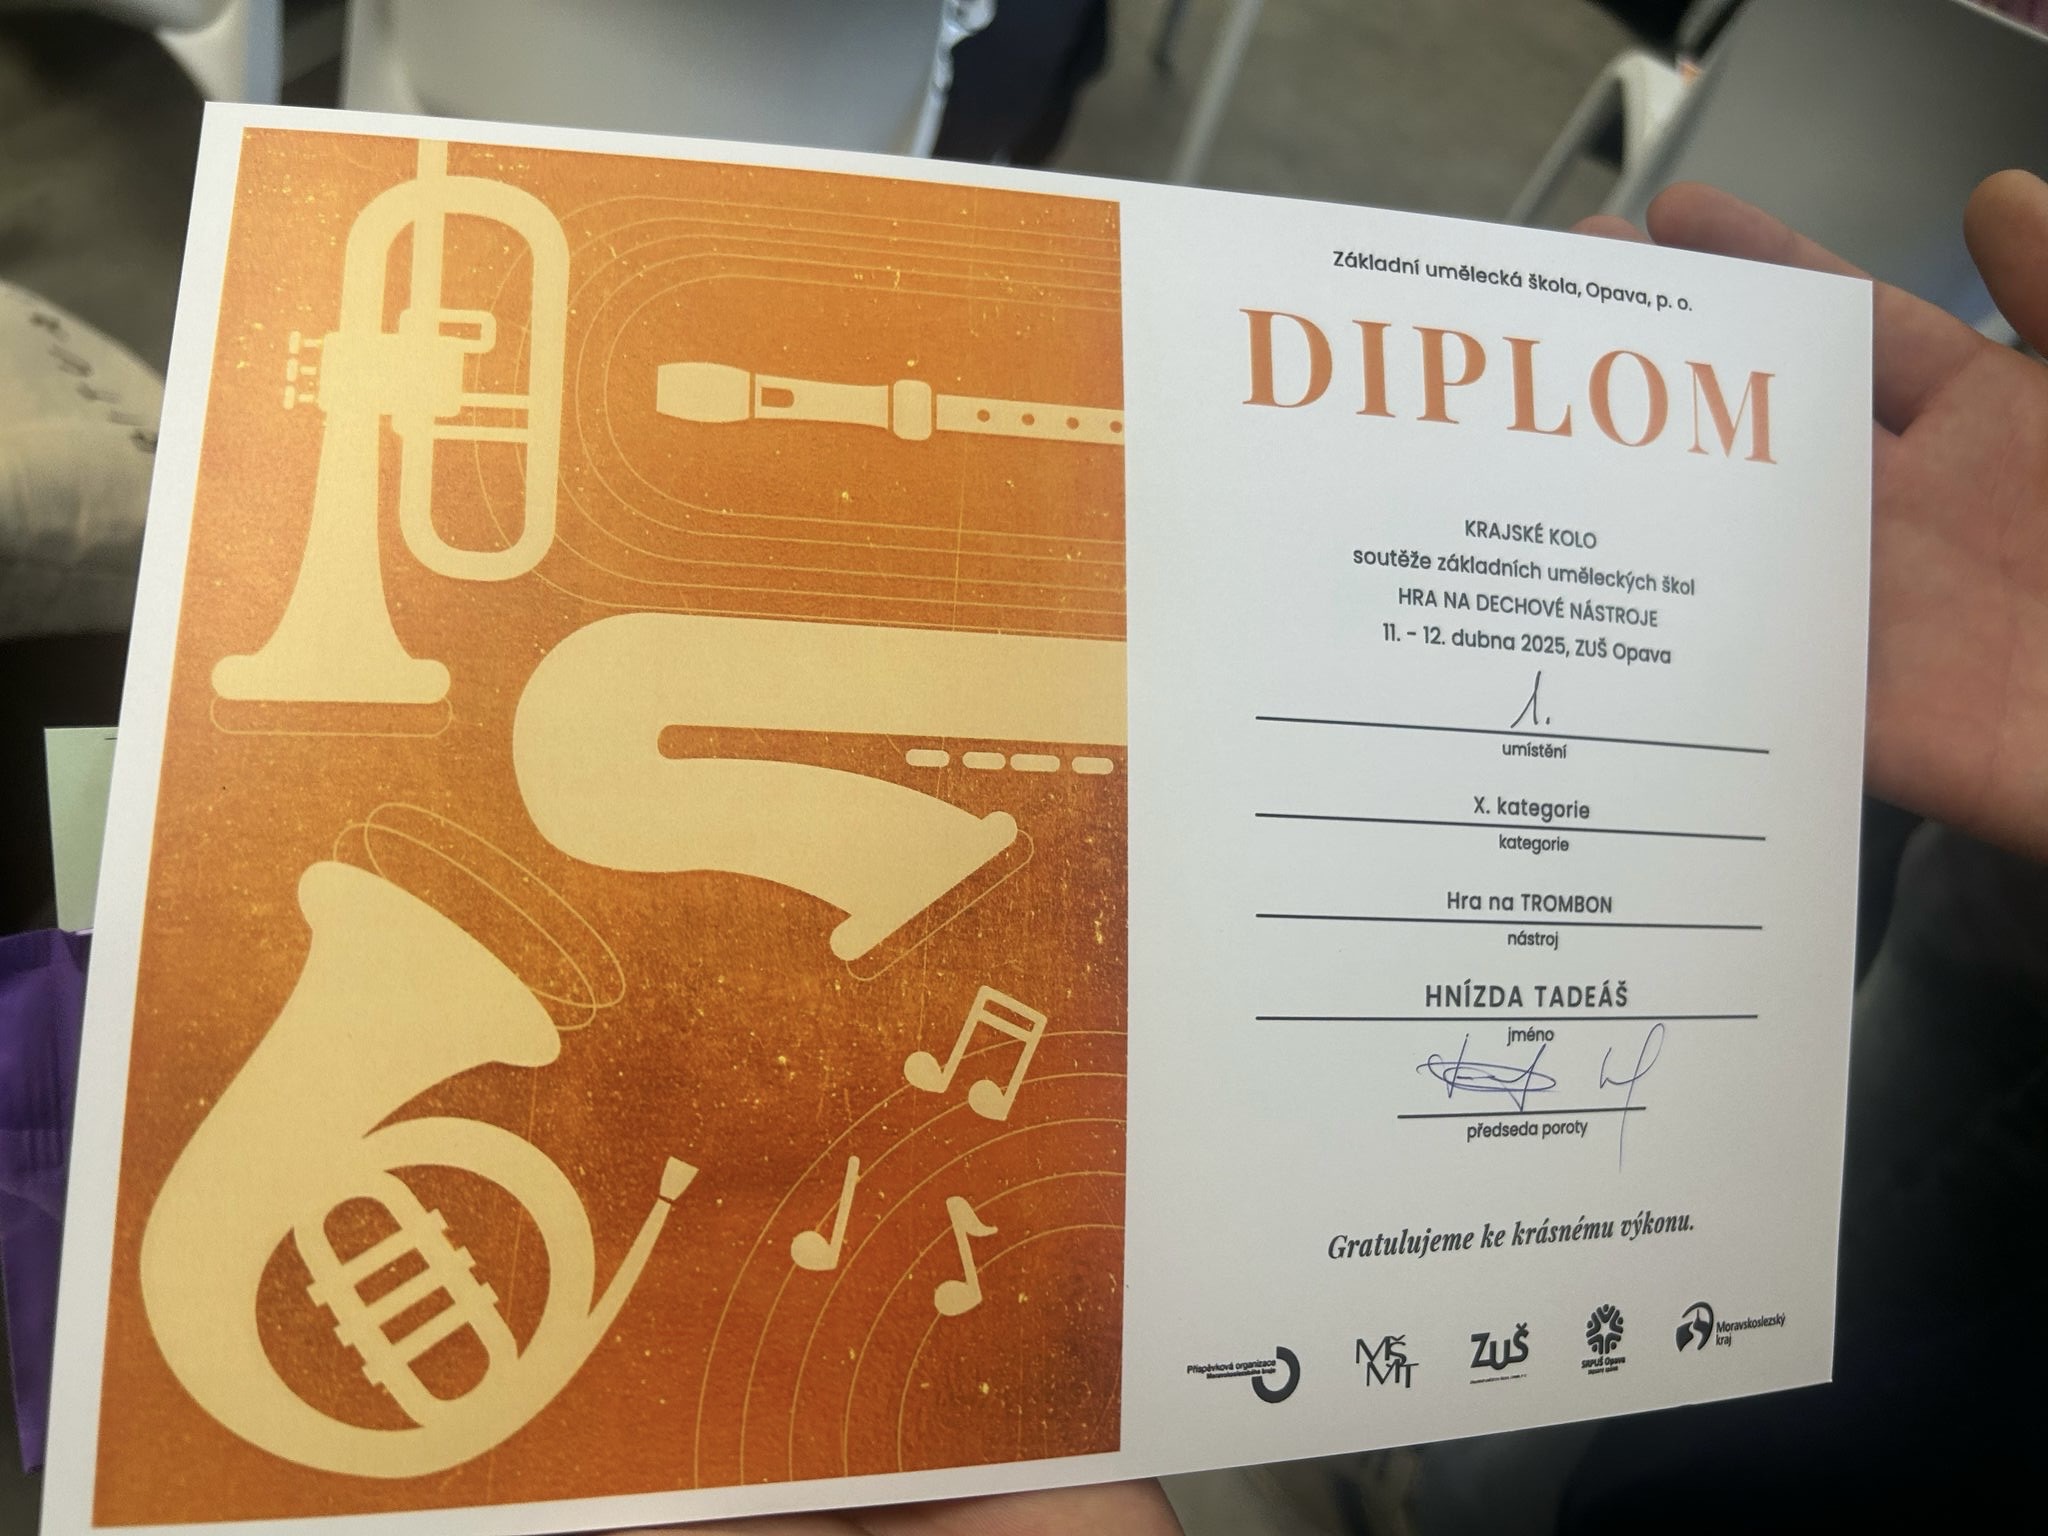 Základní umělecká škola, Opava, p. o.
DIPLOM
KRAJSKÉ KOLO
soutěže základních uměleckých škol
HRA NA DECHOVÉ NÁSTROJE
11. - 12. dubna 2025, ZUŠ Opava
1.
umístění
X. kategorie
kategorie
Hra na TROMBON
nástroj
HNÍZDA TADEÁŠ
jméno
předseda poroty
Gratulujeme ke krásnému výkonu.
Příspěvková organizace
Moravskoslezského kraje
MŠMT
ZUŠ
SRPUŠ Opava
Moravskoslezský
kraj